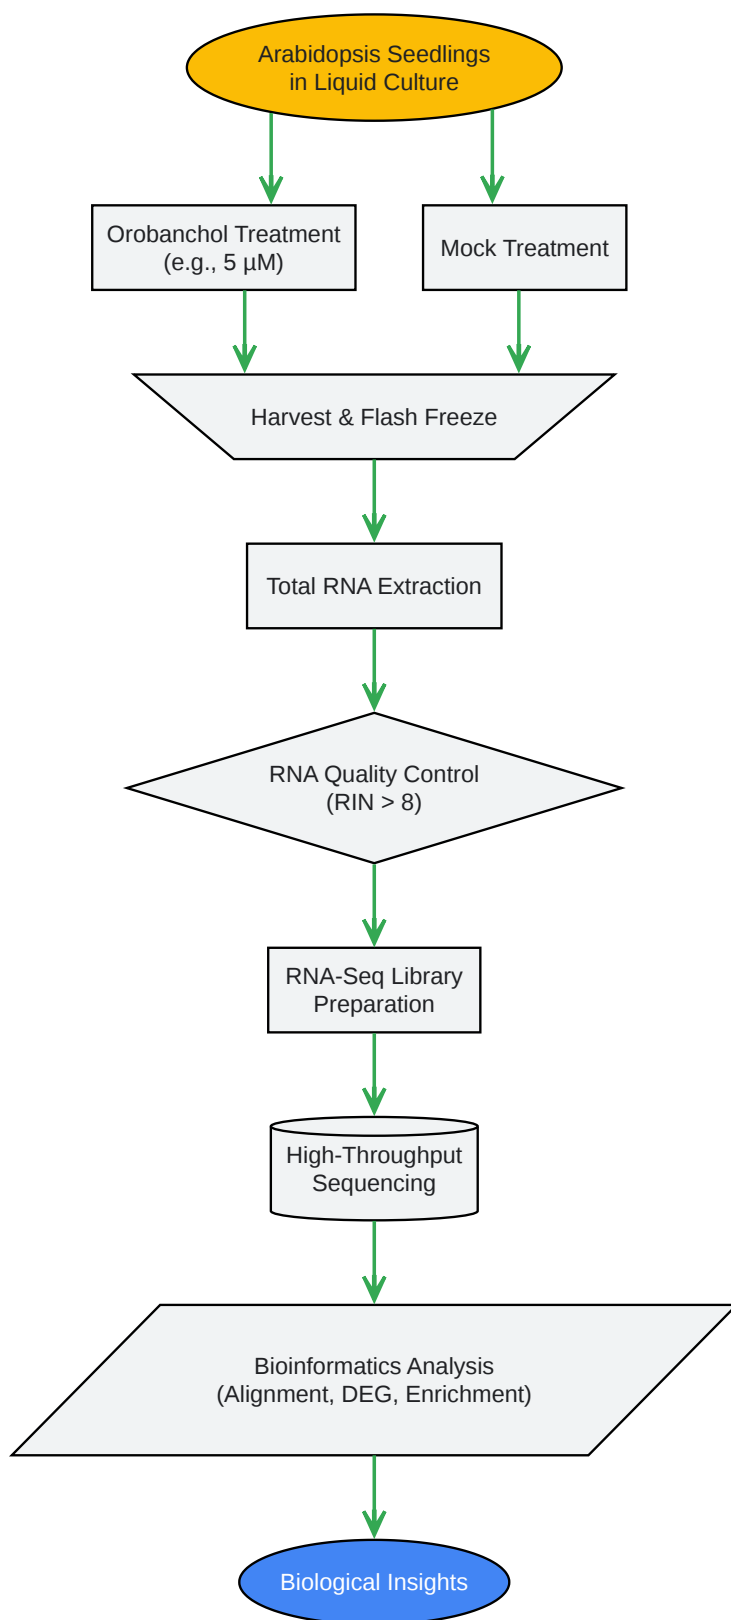 Arabidopsis Seedlings
in Liquid Culture
Orobanchol Treatment
(e.g., 5 µM)
Mock Treatment
Harvest & Flash Freeze
Total RNA Extraction
RNA Quality Control
(RIN > 8)
RNA-Seq Library
Preparation
High-Throughput
Sequencing
Bioinformatics Analysis
(Alignment, DEG, Enrichment)
Biological Insights